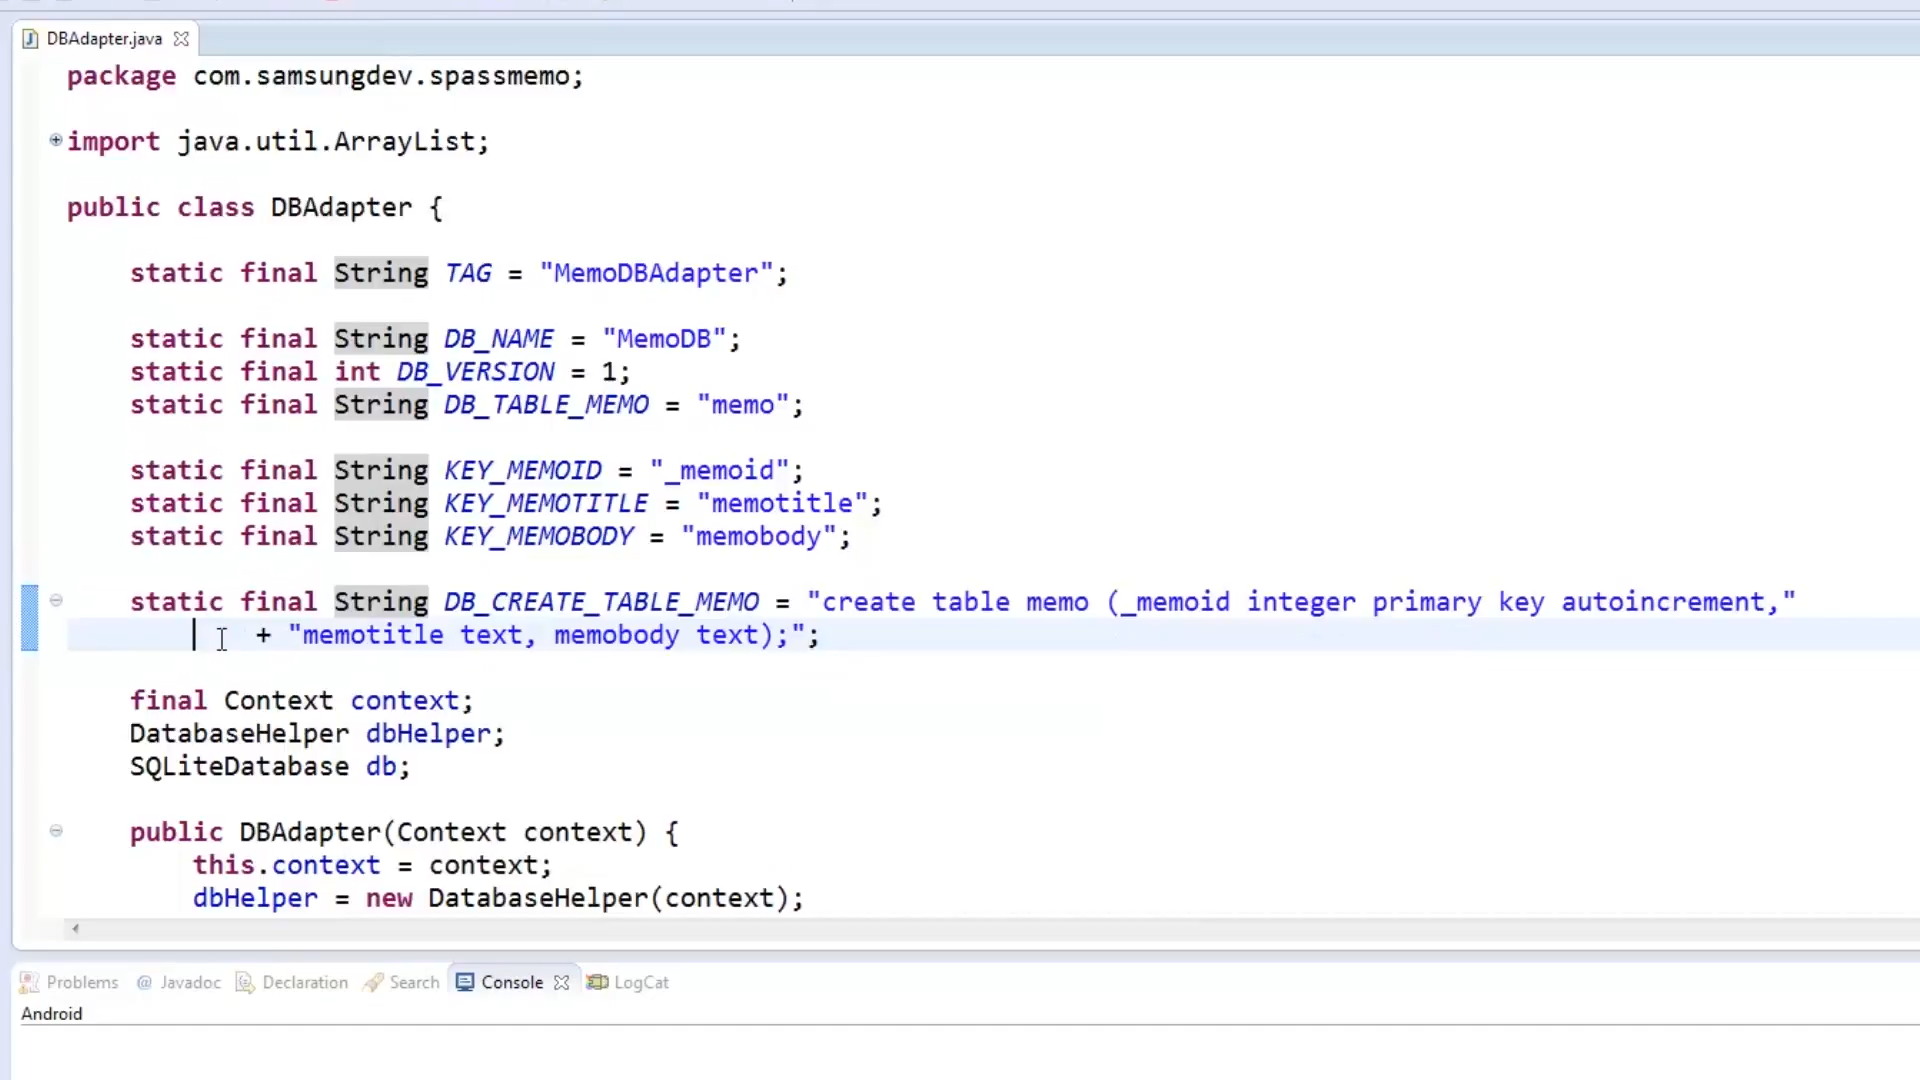 DBAdapter.java
package com.samsungdev.spassmemo;
import java.util.ArrayList;
public class DBAdapter {
static final String TAG = "MemoDBAdapter";
static final String DB_NAME = "MemoDB";
static final int DB_VERSION = 1;
static final String DB_TABLE_MEMO = "memo";
static final String KEY_MEMOID = "_memoid";
static final String KEY_MEMOTITLE = "memotitle";
static final String KEY_MEMOBODY = "memobody";
static final String DB_CREATE_TABLE_MEMO = "create table memo (_memoid integer primary key autoincrement,"
+ "memotitle text, memobody text);";
final Context context;
DatabaseHelper dbHelper;
SQLiteDatabase db;
public DBAdapter(Context context) {
this.context = context;
dbHelper = new DatabaseHelper(context);
Problems @ Javadoc Declaration Search Console LogCat
Android